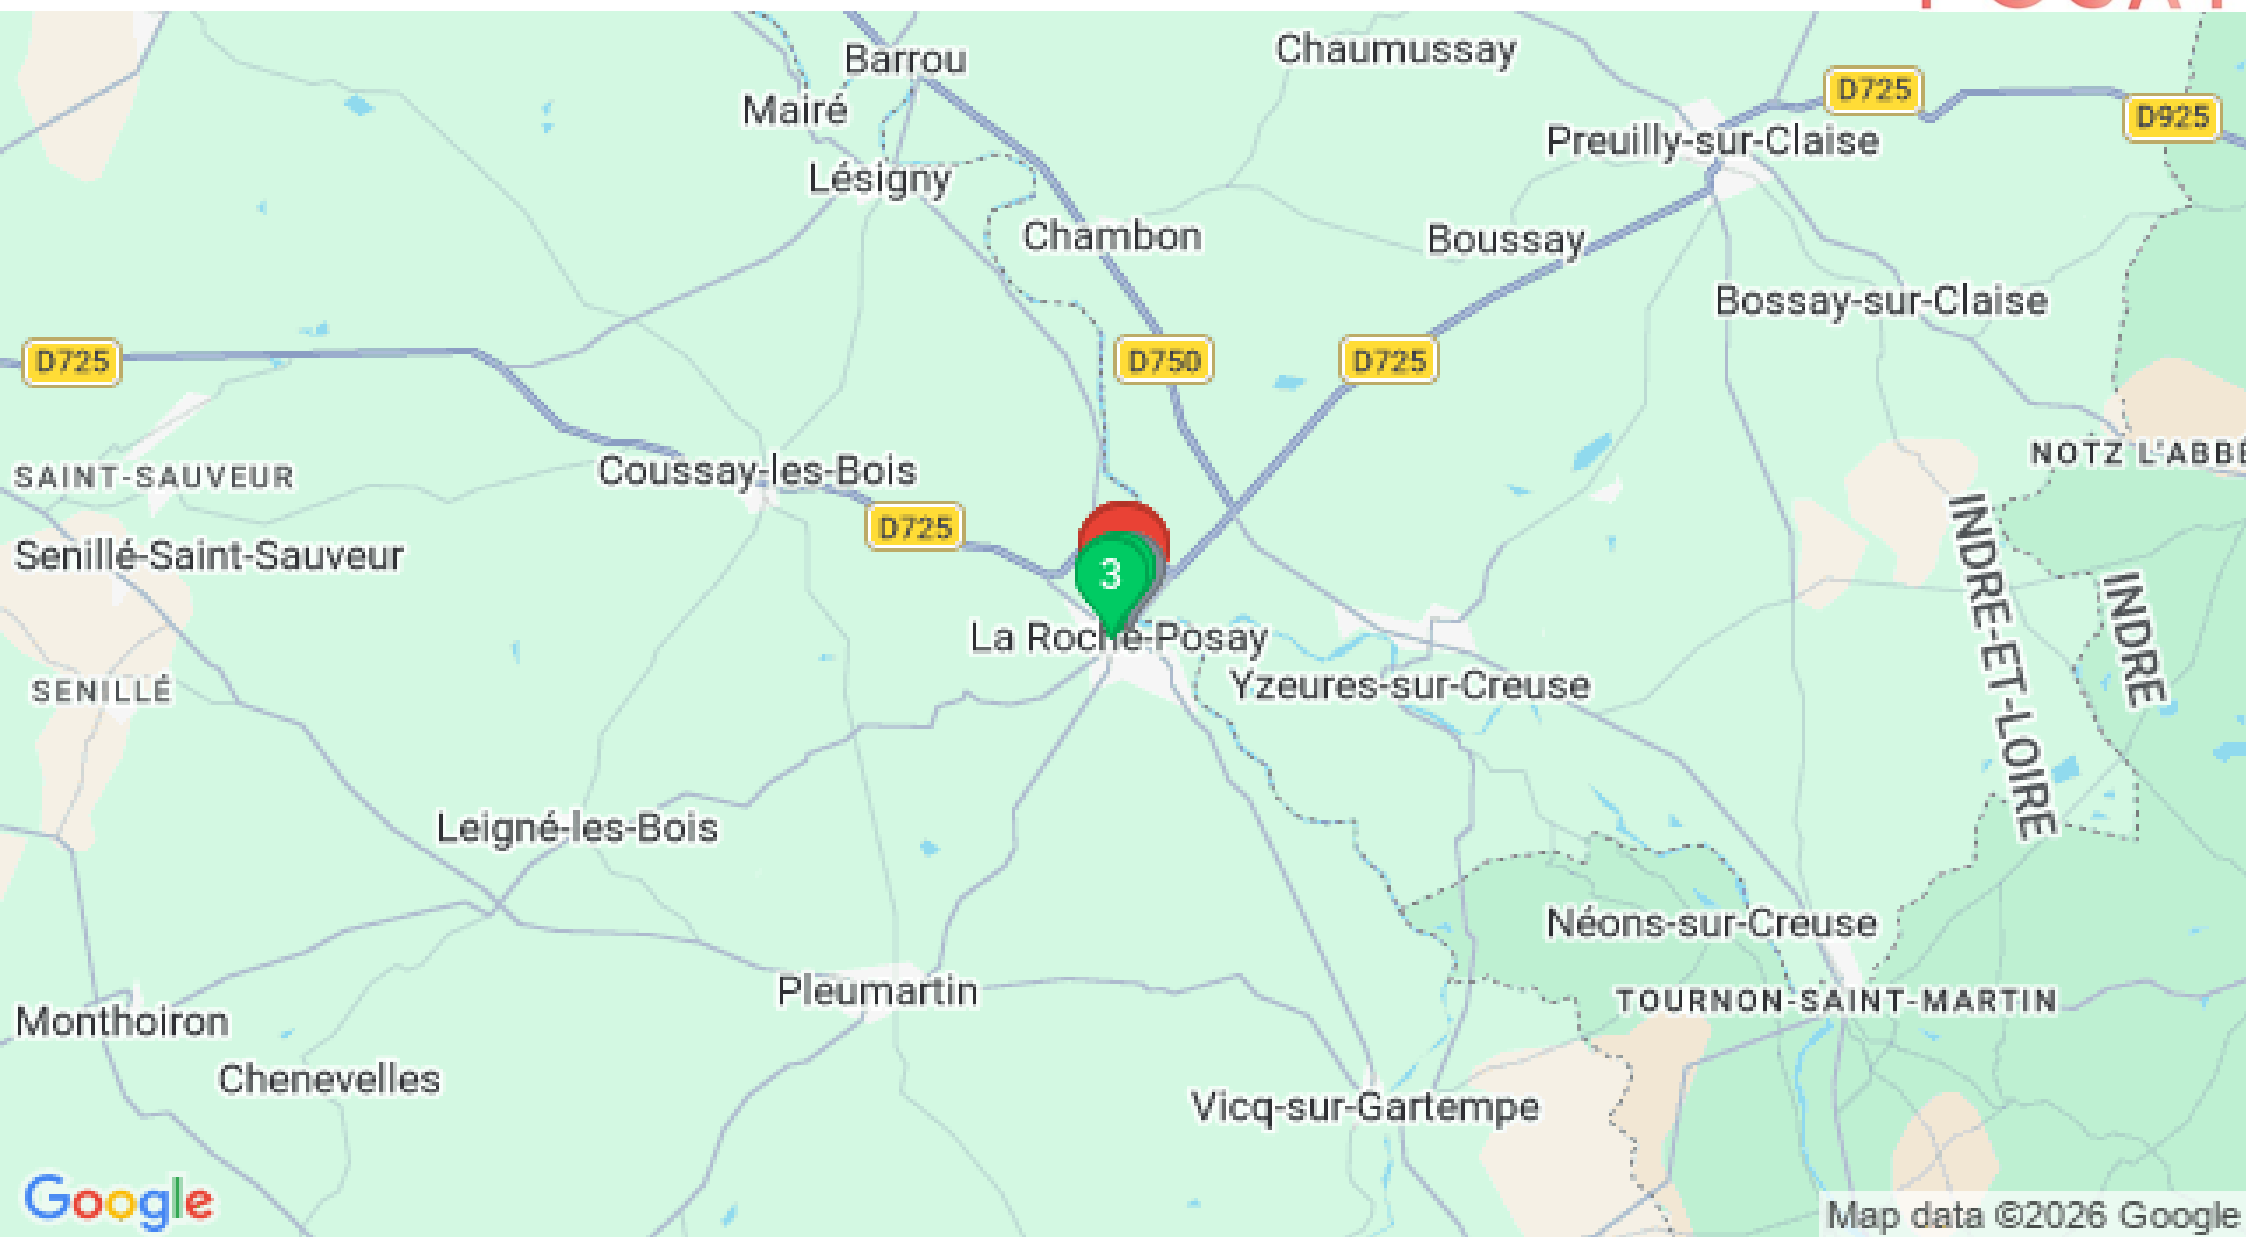 Barrou
Chaumussay
Mairé
D725
D925
Preuilly-sur-Claise
Lésigny
Chambon
Boussay
Bossay-sur-Claise
D725
D750
D725
NOTZ L'ABBÉ
SAINT-SAUVEUR
Coussay-les-Bois
D725
Senillé-Saint-Sauveur
3
INDRE-ET-LOIRE
INDRE
La Roche-Posay
Yzeures-sur-Creuse
SENILLÉ
Leigné-les-Bois
Néons-sur-Creuse
Pleumartin
TOURNON-SAINT-MARTIN
Monthoiron
Chenevelles
Vicq-sur-Gartempe
Google
Map data ©2026 Google